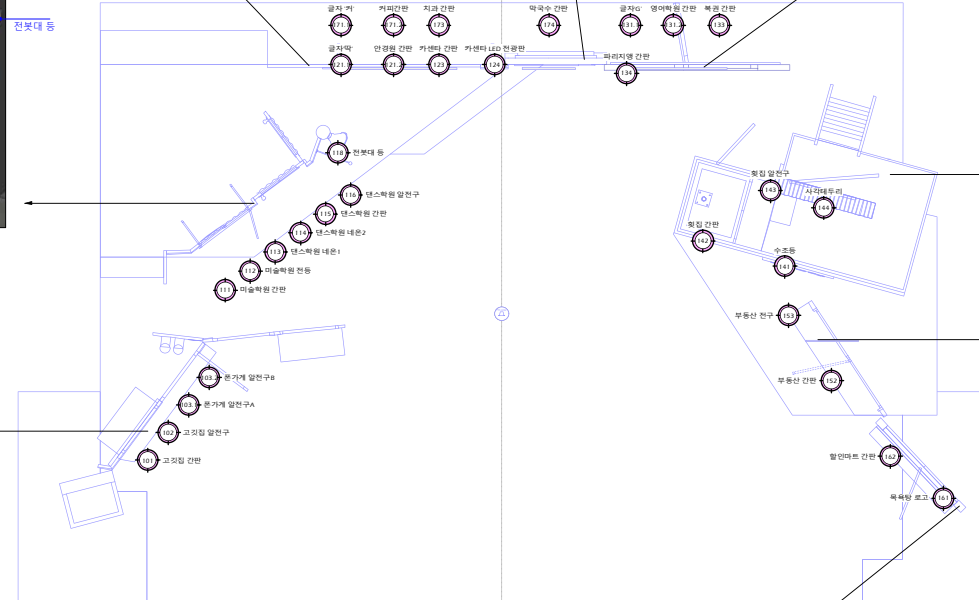 전봇대 등
글자'커' 커피간판 치과 간판 막국수 간판 글자'G' 영어학원 간판 복권 간판
171. 171. 173 174 131. 131. 133
글자'떡' 안경원 간판 카센타 간판 카센타 LED 전광판 파리지앵 간판
121. 121. 123 124 134
118 전봇대 등
116 댄스학원 알전구
115 댄스학원 간판
114 댄스학원 네온2
113 댄스학원 네온1
112 미술학원 전등
111 미술학원 간판
횟집 알전구
143
사각테두리
144
횟집 간판
142
수조등
141
부동산 전구 153
부동산 간판 152
103. 폰가게 알전구B
103. 폰가게 알전구A
102 고깃집 알전구
101 고깃집 간판
할인마트 간판 162
목욕탕 로고 161